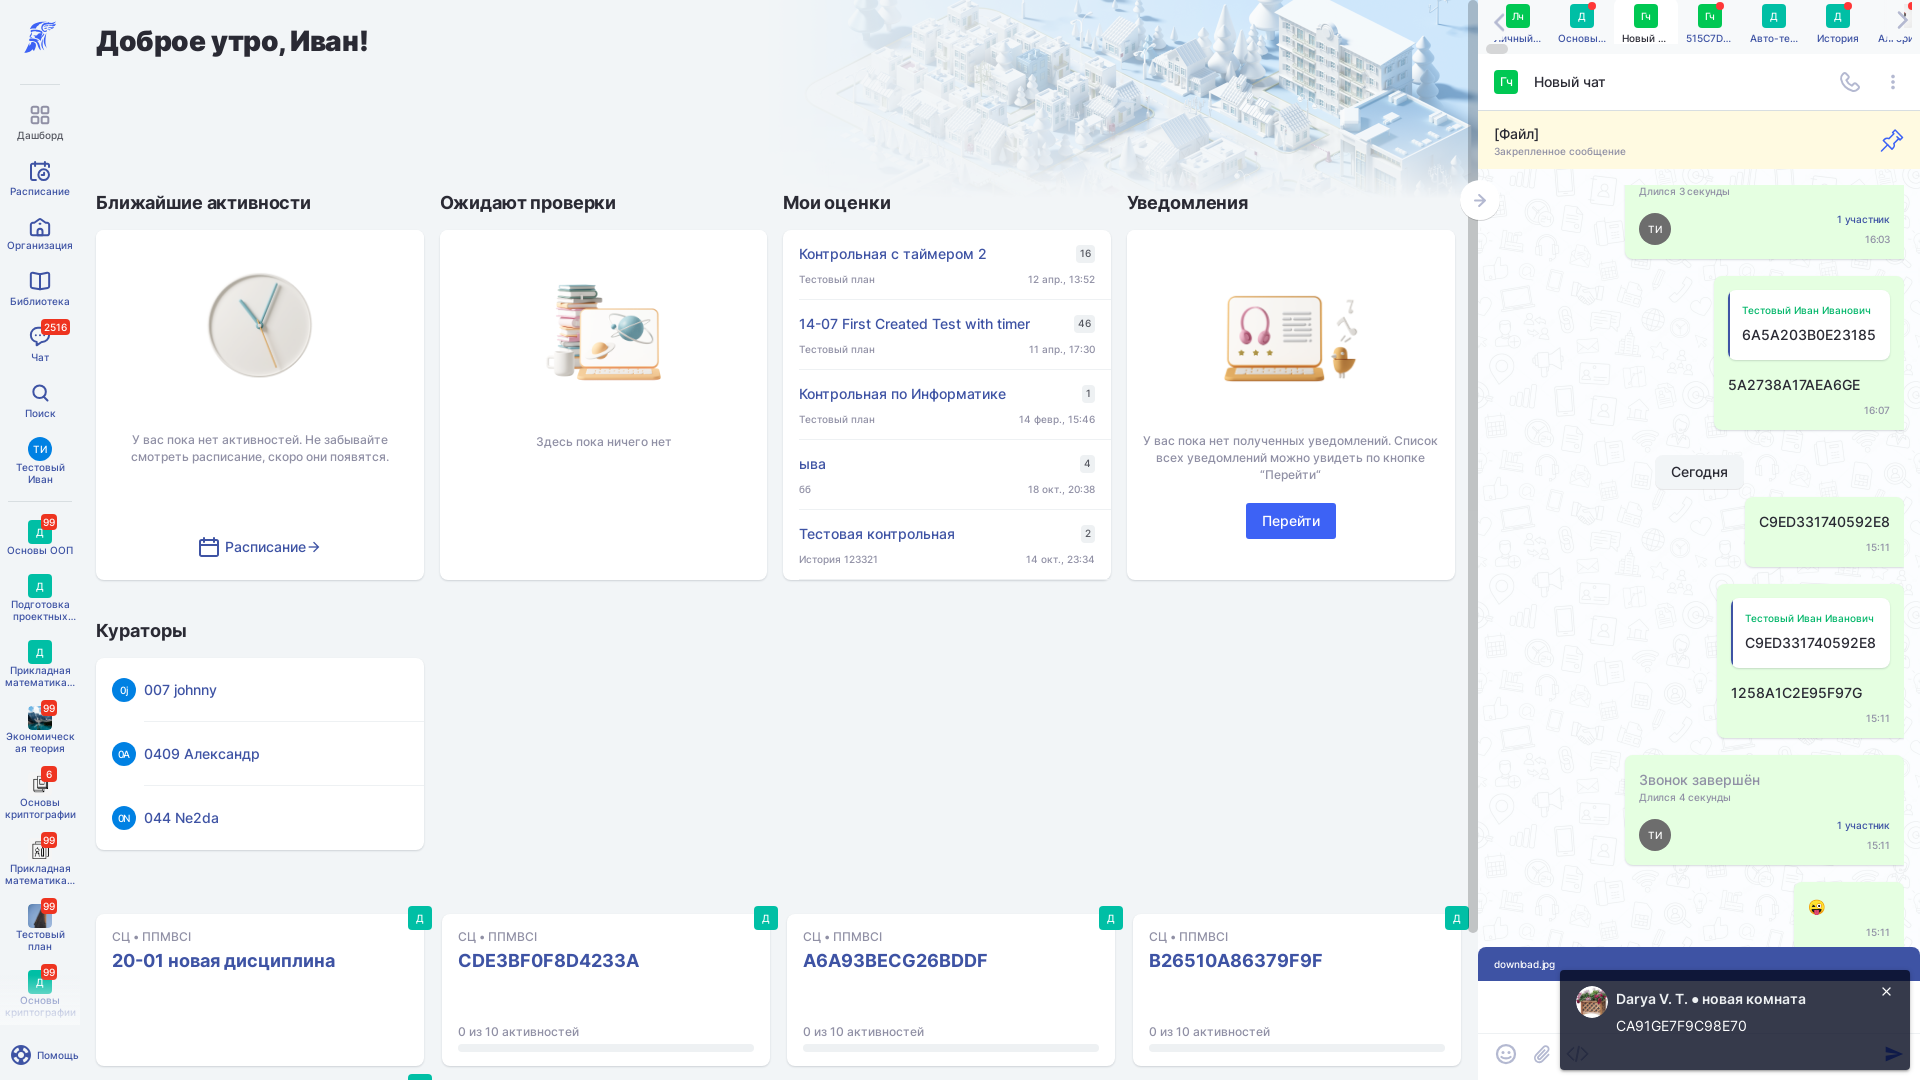 Доброе утро, Иван!
Дашборд
Расписание
Организация
Библиотека
2516
Чат
Поиск
ТИ
Тестовый
Иван
99
Д
Основы ООП
Д
Подготовка
проектных...
Д
Прикладная
математика...
99
Экономическ
ая теория
6
Основы
криптографии
99
Прикладная
математика...
99
Тестовый
план
99
Д
Основы
криптографии
Помощь
Ближайшие активности
У вас пока нет активностей. Не забывайте
смотреть расписание, скоро они появятся.
Расписание
Ожидают проверки
Здесь пока ничего нет
Мои оценки
Контрольная с таймером 2
16
Тестовый план
12 апр., 13:52
14-07 First Created Test with timer
46
Тестовый план
11 апр., 17:30
Контрольная по Информатике
1
Тестовый план
14 февр., 15:46
ыва
4
бб
18 окт., 20:38
Тестовая контрольная
2
История 123321
14 окт., 23:34
Уведомления
У вас пока нет полученных уведомлений. Список
всех уведомлений можно увидеть по кнопке
“Перейти”
Перейти
Кураторы
0j
007 johnny
0А
0409 Александр
0N
044 Ne2da
Д
СЦ • ППМВСI
20-01 новая дисциплина
Д
СЦ • ППМВСI
CDE3BF0F8D4233A
0 из 10 активностей
Д
СЦ • ППМВСI
A6A93BECG26BDDF
0 из 10 активностей
Д
СЦ • ППМВСI
B26510A86379F9F
0 из 10 активностей
Лч
Д
Гч
Гч
Д
Д
Основы...
Новый ...
515C7D...
Авто-те...
История
Гч
Новый чат
[Файл]
Закрепленное сообщение
Длился 3 секунды
ТИ
1 участник
16:03
Тестовый Иван Иванович
6A5A203B0E23185
5A2738A17AEA6GE
16:07
Сегодня
C9ED331740592E8
15:11
Тестовый Иван Иванович
C9ED331740592E8
1258A1C2E95F97G
15:11
Звонок завершён
Длился 4 секунды
ТИ
1 участник
15:11
15:11
download.jpg
Darya V. T. ● новая комната
CA91GE7F9C98E70